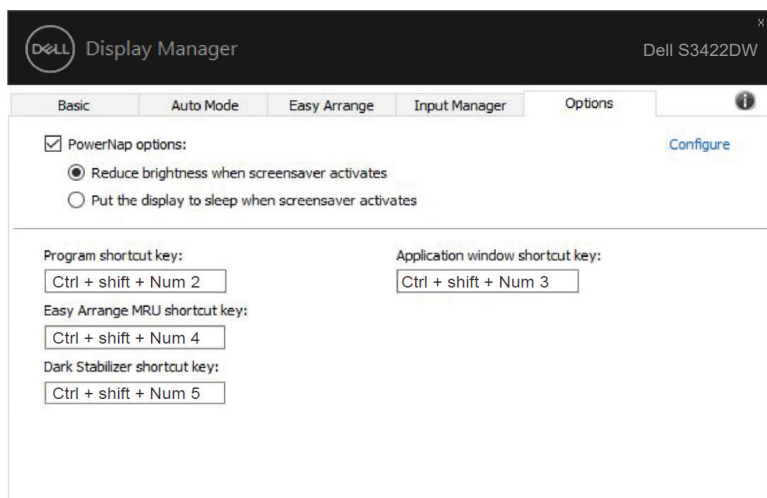 x
DELL Display Manager
Dell S3422DW
Basic Auto Mode Easy Arrange Input Manager Options i
PowerNap options: Configure
Reduce brightness when screensaver activates
Put the display to sleep when screensaver activates
Program shortcut key: Application window shortcut key:
Ctrl + shift + Num 2 Ctrl + shift + Num 3
Easy Arrange MRU shortcut key:
Ctrl + shift + Num 4
Dark Stabilizer shortcut key:
Ctrl + shift + Num 5